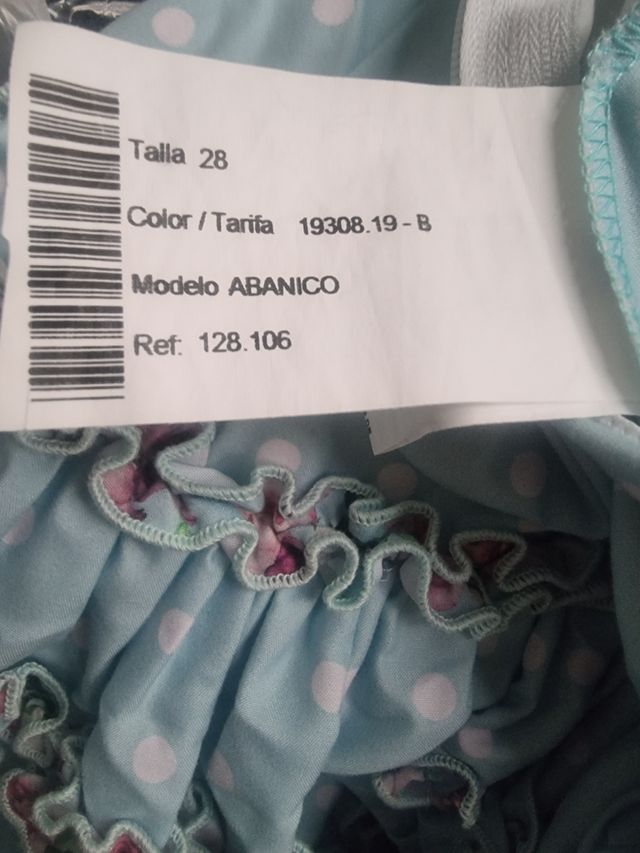 Talla 28
Color / Tarifa 19308.19 - B
Modelo ABANICO
Ref: 128.106